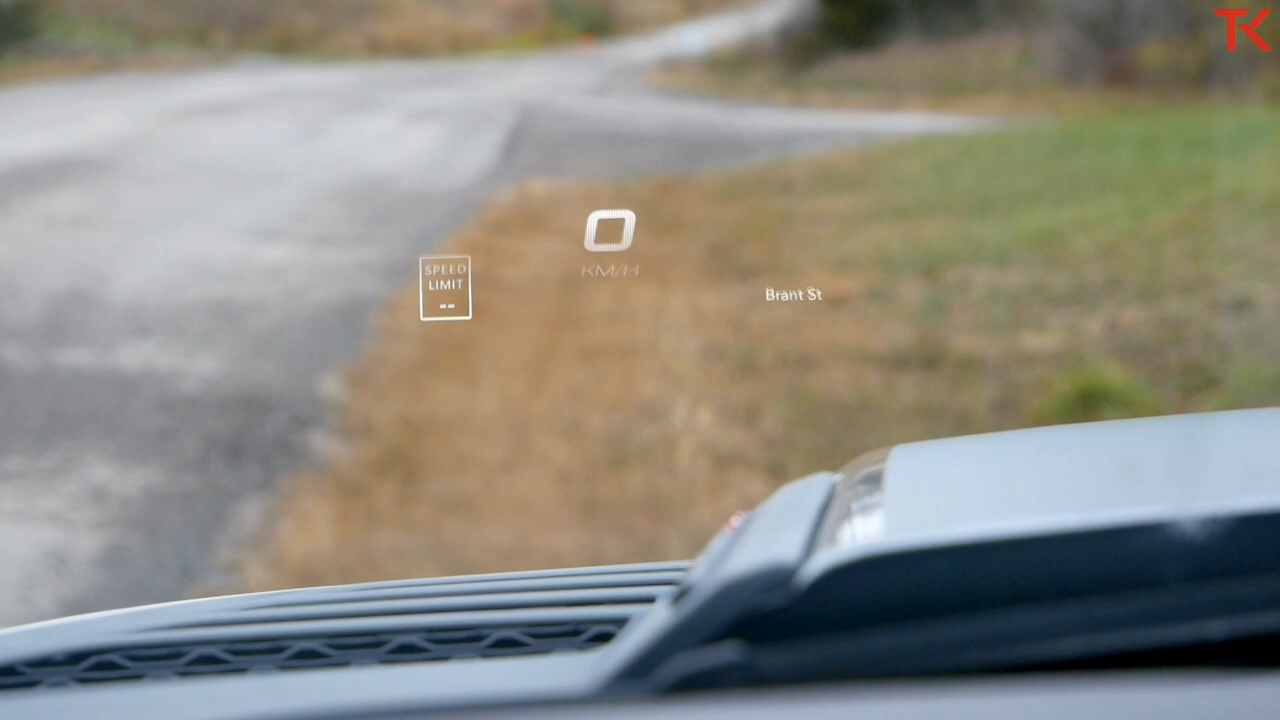 TK
0
KM/H
SPEED
LIMIT
--
Brant St